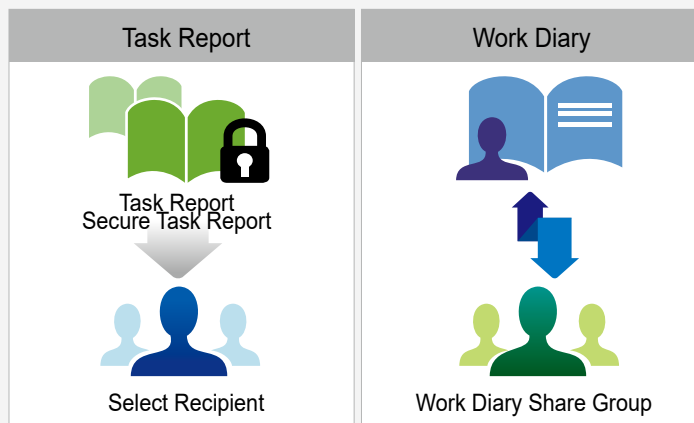 Task Report
Work Diary
Task Report
Secure Task Report
Select Recipient
Work Diary Share Group